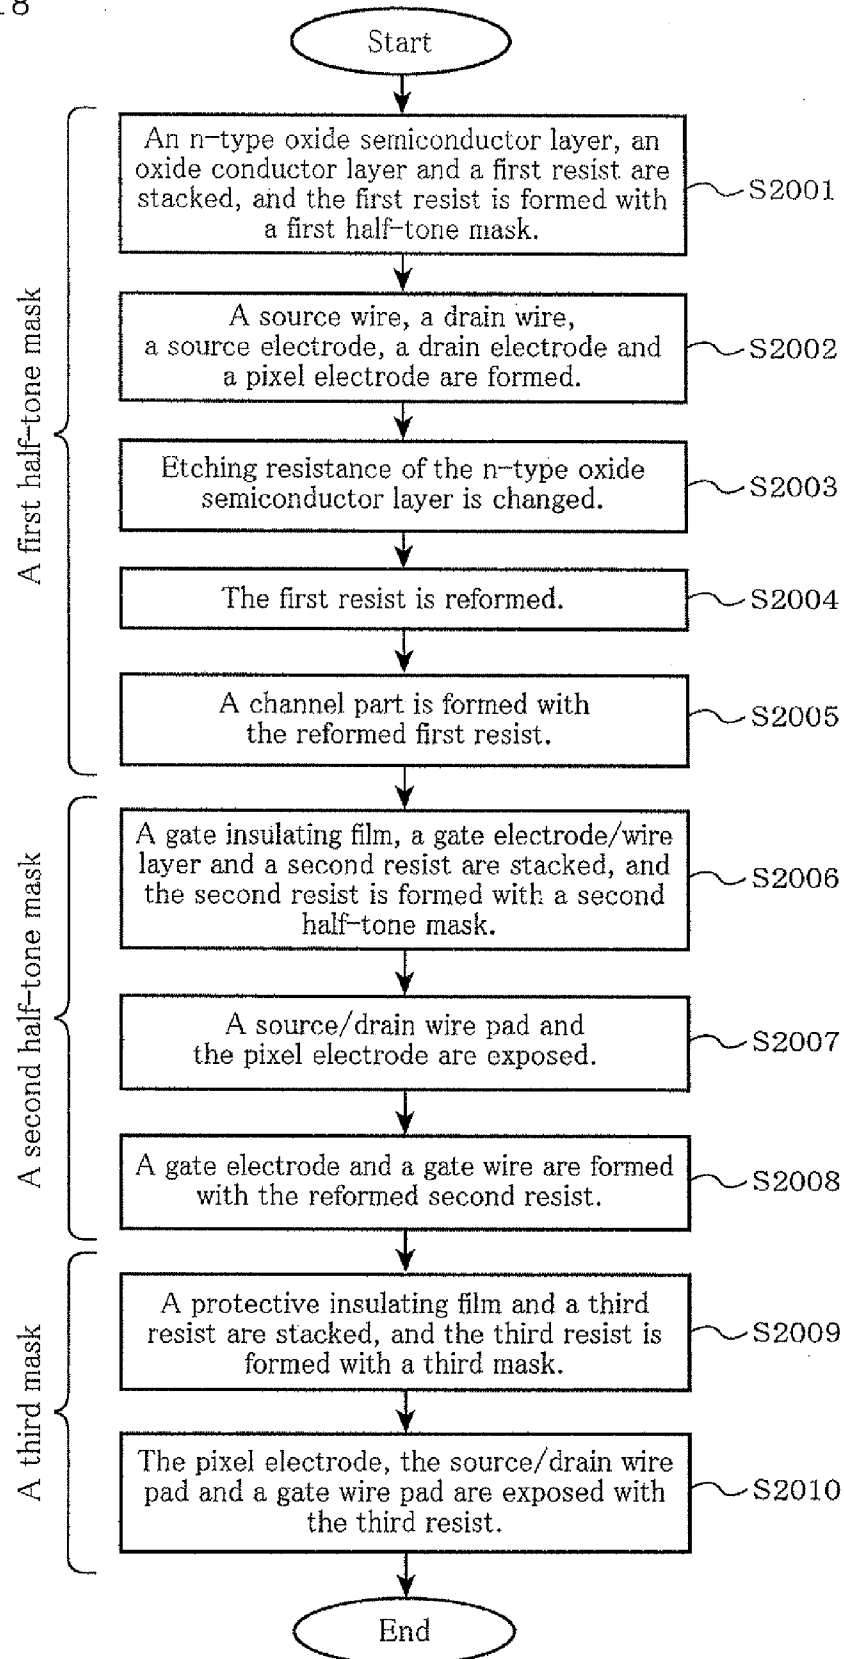 18
Start
An n-type oxide semiconductor layer, an
oxide conductor layer and a first resist are
stacked, and the first resist is formed with
a first half-tone mask.
S2001
A source wire, a drain wire,
a source electrode, a drain electrode and
a pixel electrode are formed.
S2002
Etching resistance of the n-type oxide
semiconductor layer is changed.
S2003
The first resist is reformed.
S2004
A channel part is formed with
the reformed first resist.
S2005
A first half-tone mask
A gate insulating film, a gate electrode/wire
layer and a second resist are stacked, and
the second resist is formed with a second
half-tone mask.
S2006
A source/drain wire pad and
the pixel electrode are exposed.
S2007
A gate electrode and a gate wire are formed
with the reformed second resist.
S2008
A second half-tone mask
A protective insulating film and a third
resist are stacked, and the third resist is
formed with a third mask.
S2009
The pixel electrode, the source/drain wire
pad and a gate wire pad are exposed with
the third resist.
S2010
A third mask
End